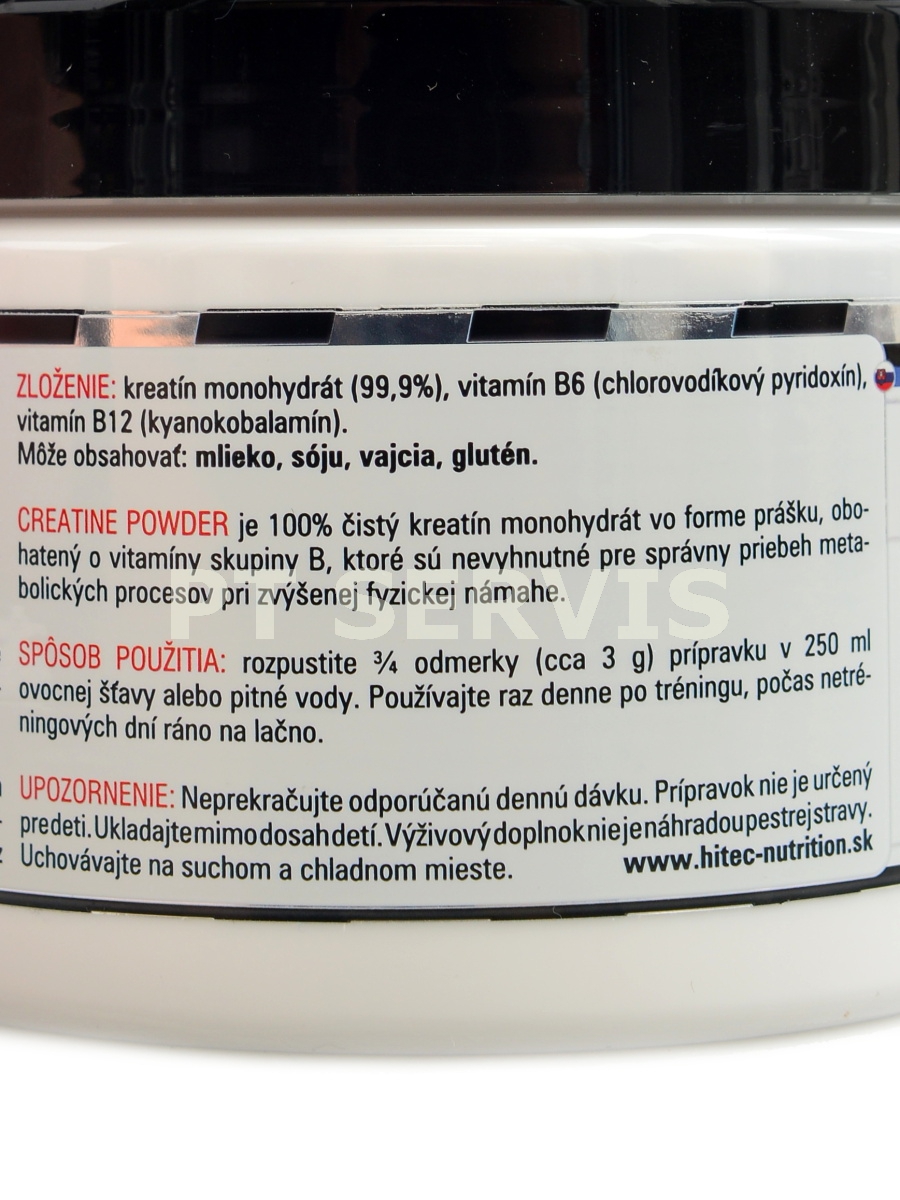 ZLOŽENIE: kreatín monohydrát (99,9%), vitamín B6 (chlorovodíkový pyridoxín),
vitamín B12 (kyanokobalamín).
Môže obsahovať: mlieko, sóju, vajcia, glutén.
CREATINE POWDER je 100% čistý kreatín monohydrát vo forme prášku, obo-
hatený o vitamíny skupiny B, ktoré sú nevyhnutné pre správny priebeh meta-
bolických procesov pri zvýšenej fyzickej námahe.
PT SERVIS
SPÔSOB POUŽITIA: rozpustite ¾ odmerky (cca 3 g) prípravku v 250 ml
ovocnej šťavy alebo pitné vody. Používajte raz denne po tréningu, počas netré-
ningových dní ráno na lačno.
UPOZORNENIE: Neprekračujte odporúčanú dennú dávku. Prípravok nie je určený
pre deti. Ukladajte mimo dosah detí. Výživový doplnok nie je náhradou pestrej stravy.
Uchovávajte na suchom a chladnom mieste. www.hitec-nutrition.sk